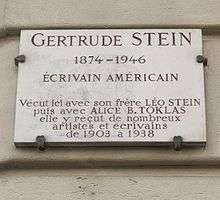 GERTRUDE STEIN
1874-1946
ÉCRIVAIN AMÉRICAIN
Vécut ici avec son frère LÉO STEIN
puis avec ALICE B. TOKLAS
elle y reçut de nombreux
artistes et écrivains
de 1903 à 1938